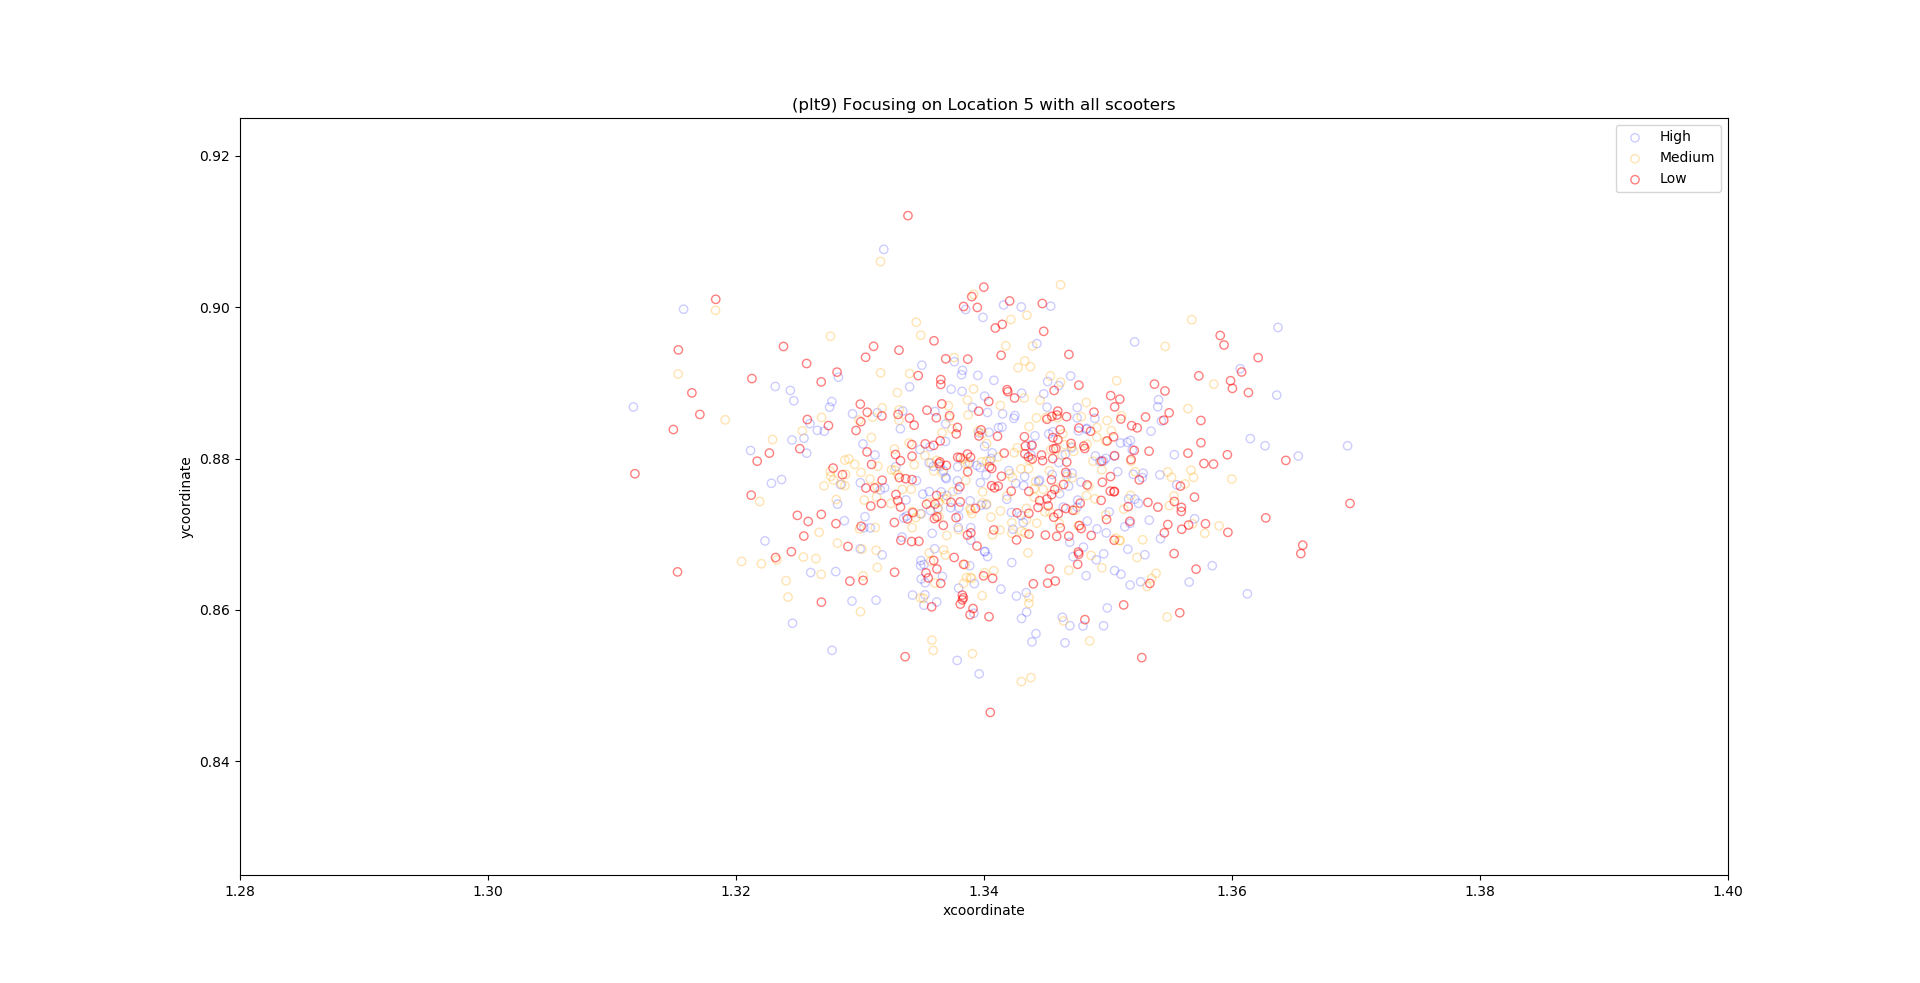 (plt9) Focusing on Location 5 with all scooters
High
Medium
Low
0.92
0.90
0.88
0.86
0.84
ycoordinate
1.28 1.30 1.32 1.34 1.36 1.38 1.40
xcoordinate